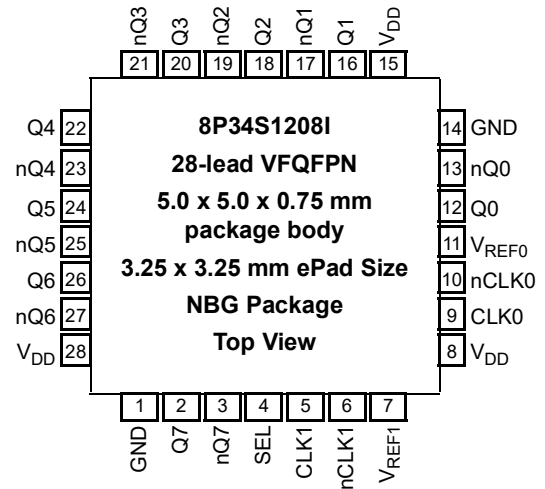 nQ3 Q3 nQ2 Q2 nQ1 Q1 VDD
21 20 19 18 17 16 15
Q4 22
nQ4 23
Q5 24
nQ5 25
Q6 26
nQ6 27
VDD 28
8P34S1208I
28-lead VFQFPN
5.0 x 5.0 x 0.75 mm
package body
3.25 x 3.25 mm ePad Size
NBG Package
Top View
14 GND
13 nQ0
12 Q0
11 VREF0
10 nCLK0
9 CLK0
8 VDD
1 2 3 4 5 6 7
GND Q7 nQ7 SEL CLK1 nCLK1 VREF1